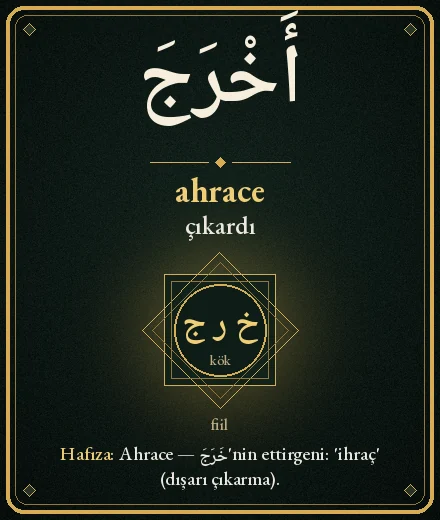 أَخْرَجَ
ahrace
çıkardı
خ ر ج
kök
fiil
Hafıza: Ahrace — خَرَجَ'nin ettirgeni: 'ihraç'
(dışarı çıkarma).